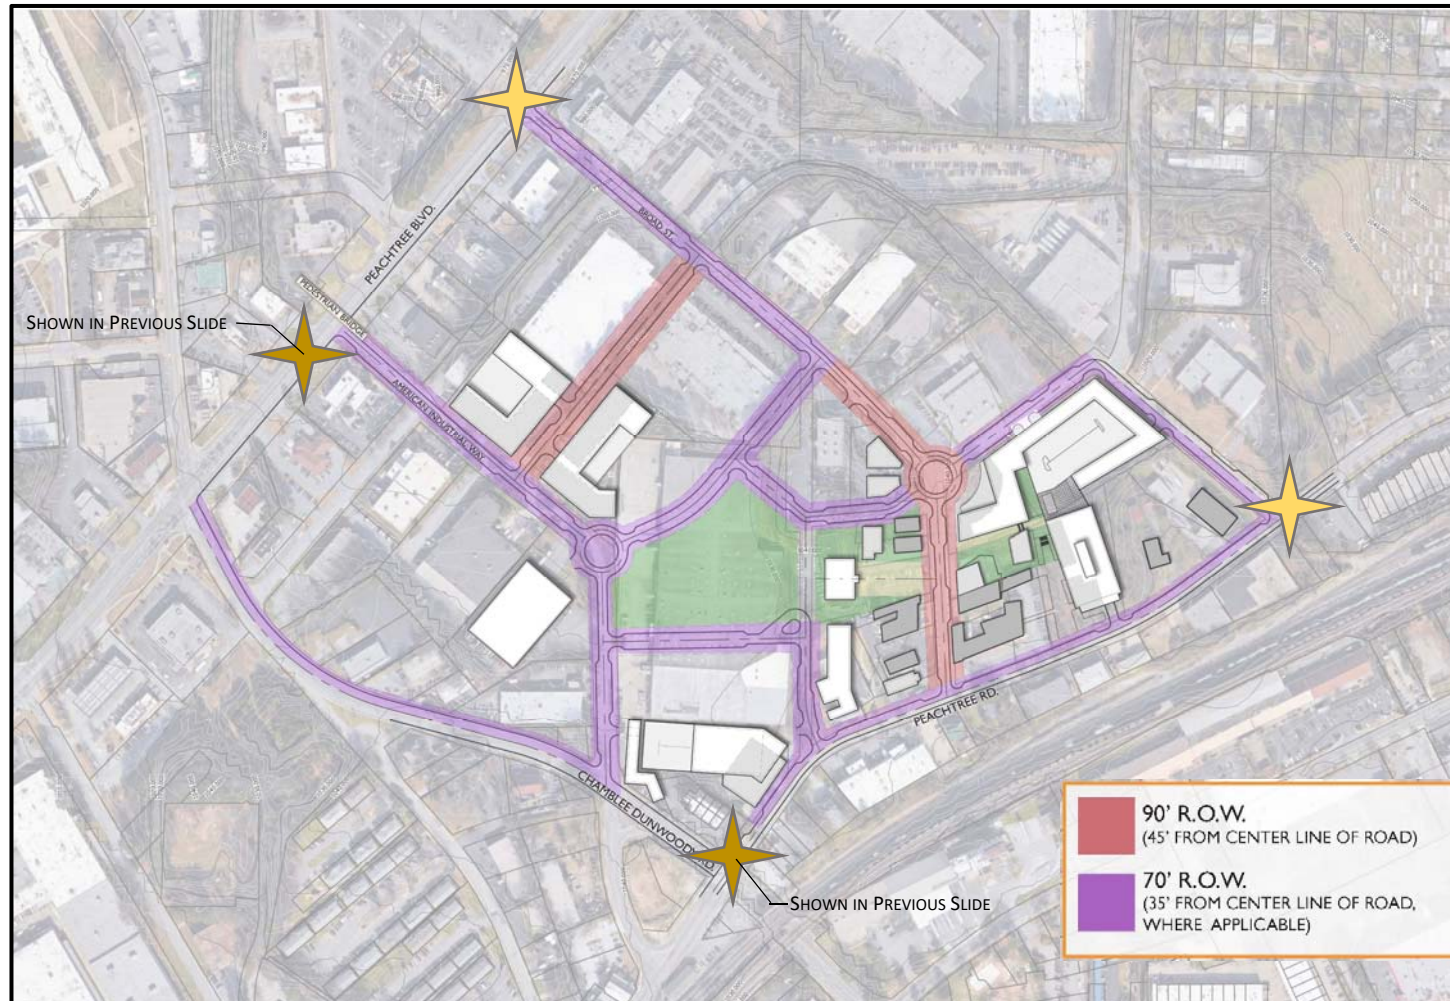 PEACHTREE BLVD.
BROAD ST.
PEDESTRIAN BRIDGE
SHOWN IN PREVIOUS SLIDE
AMERICAN INDUSTRIAL WAY
PEACHTREE RD.
CHAMBLEE DUNWOODY RD.
SHOWN IN PREVIOUS SLIDE
90' R.O.W.
(45' FROM CENTER LINE OF ROAD)
70' R.O.W.
(35' FROM CENTER LINE OF ROAD,
WHERE APPLICABLE)